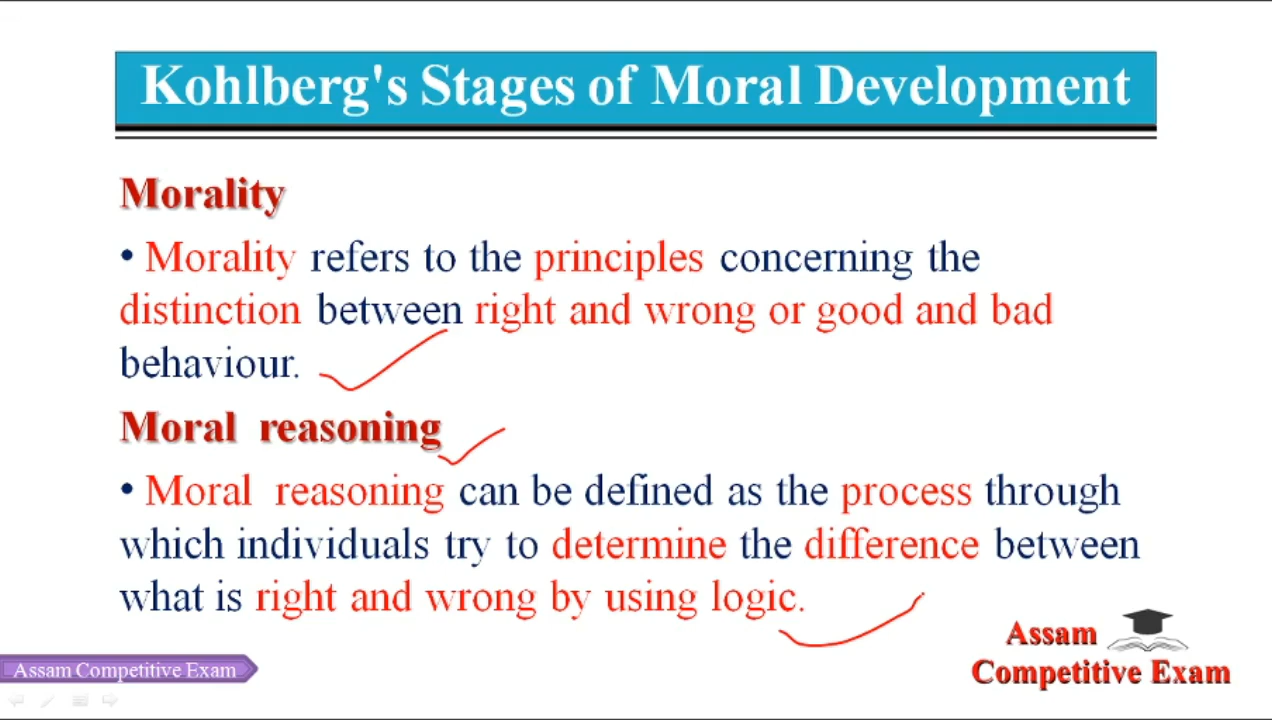 Kohlberg's Stages of Moral Development
Morality
• Morality refers to the principles concerning the
distinction between right and wrong or good and bad
behaviour.
Moral reasoning
• Moral reasoning can be defined as the process through
which individuals try to determine the difference between
what is right and wrong by using logic.
Assam
Competitive Exam
Assam Competitive Exam